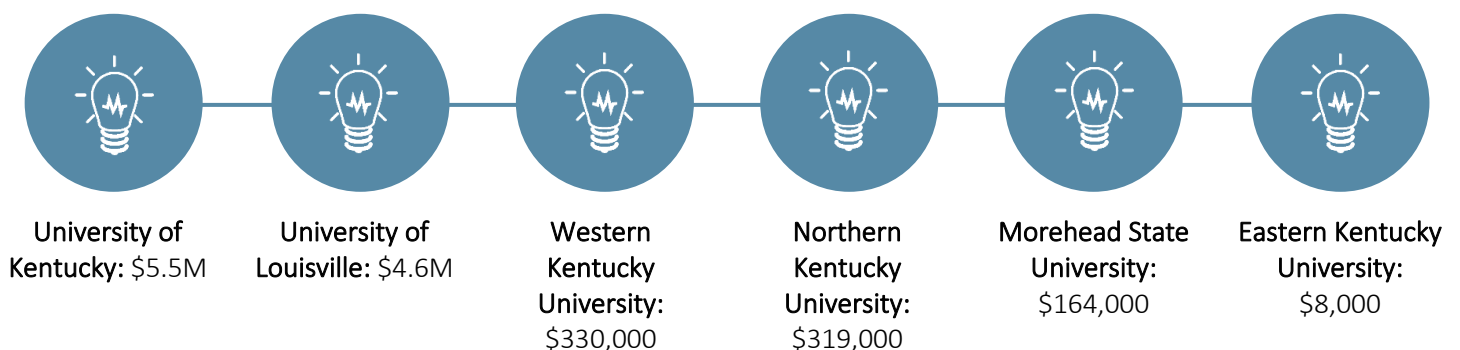 University of
Kentucky: $5.5M
University of
Louisville: $4.6M
Western
Kentucky
University:
$330,000
Northern
Kentucky
University:
$319,000
Morehead State
University:
$164,000
Eastern Kentucky
University:
$8,000